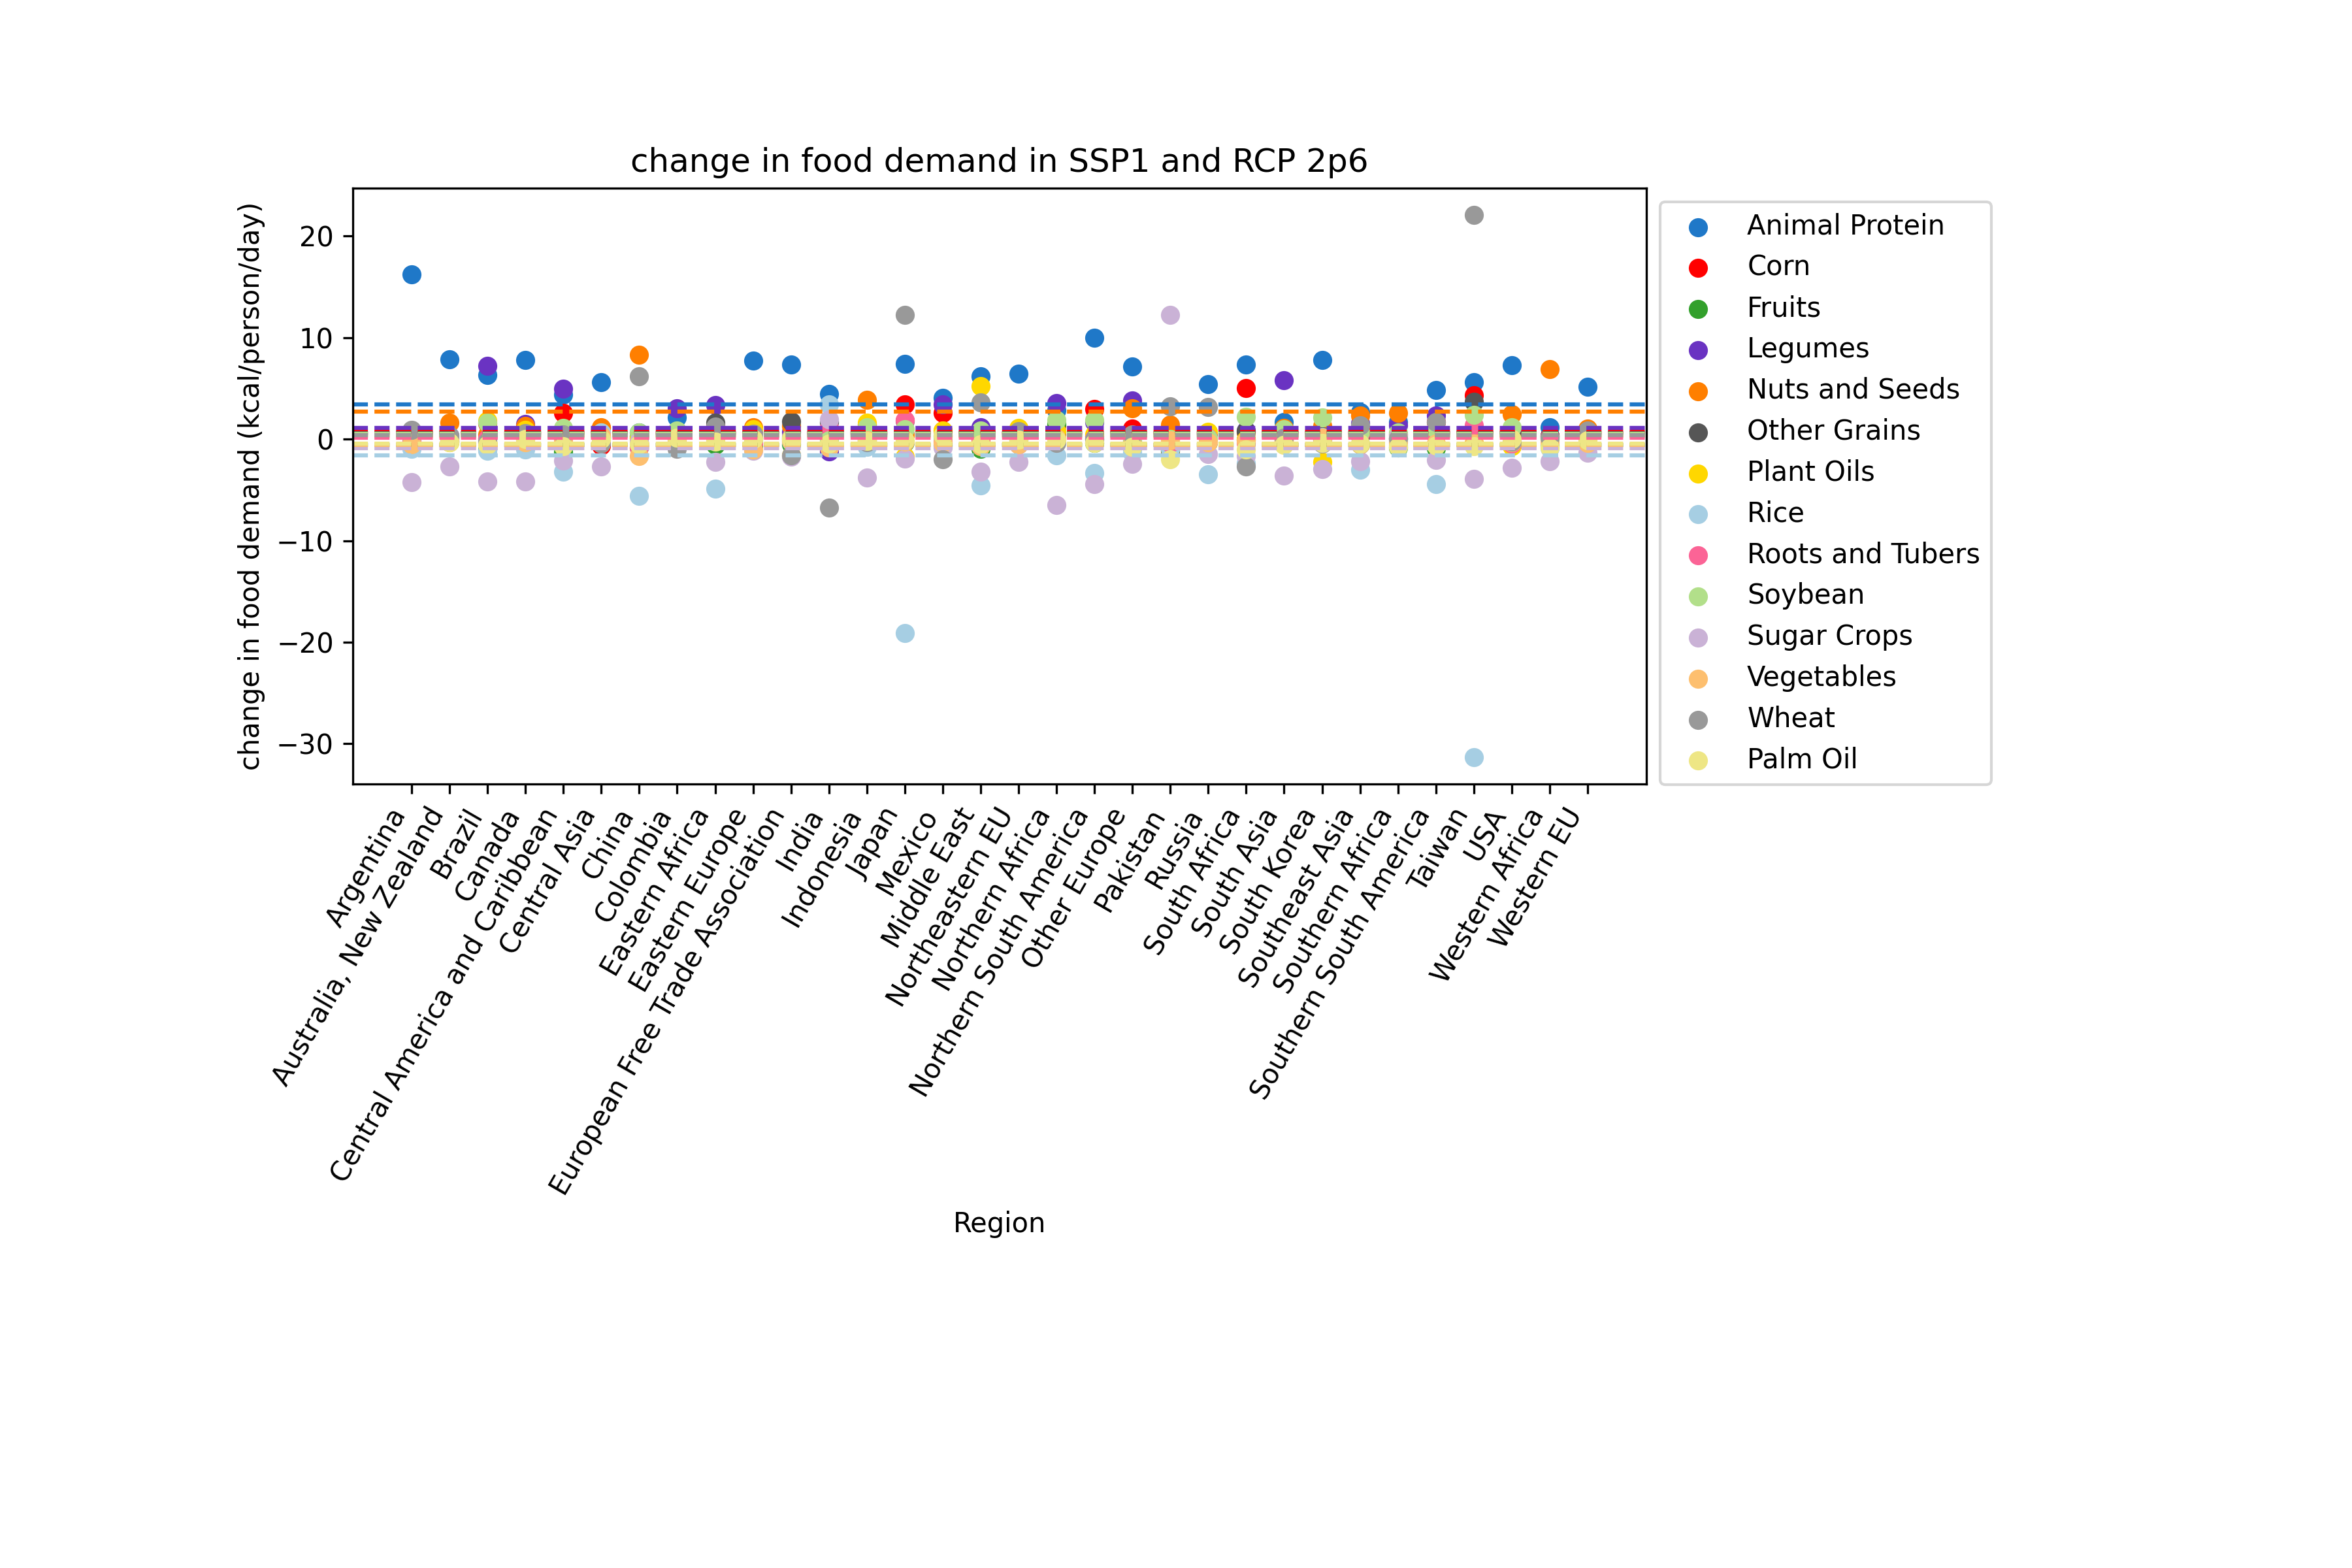 change in food demand in SSP1 and RCP 2p6
change in food demand (kcal/person/day)
20
10
0
−10
−20
−30
Animal Protein
Corn
Fruits
Legumes
Nuts and Seeds
Other Grains
Plant Oils
Rice
Roots and Tubers
Soybean
Sugar Crops
Vegetables
Wheat
Palm Oil
Argentina
Australia, New Zealand
Brazil
Canada
Central America and Caribbean
Central Asia
China
Colombia
Eastern Africa
Eastern Europe
European Free Trade Association
India
Indonesia
Japan
Mexico
Middle East
Northeastern EU
Northern Africa
Northern South America
Other Europe
Pakistan
Russia
South Africa
South Asia
South Korea
Southeast Asia
Southern Africa
Southern South America
Taiwan
USA
Western Africa
Western EU
Region